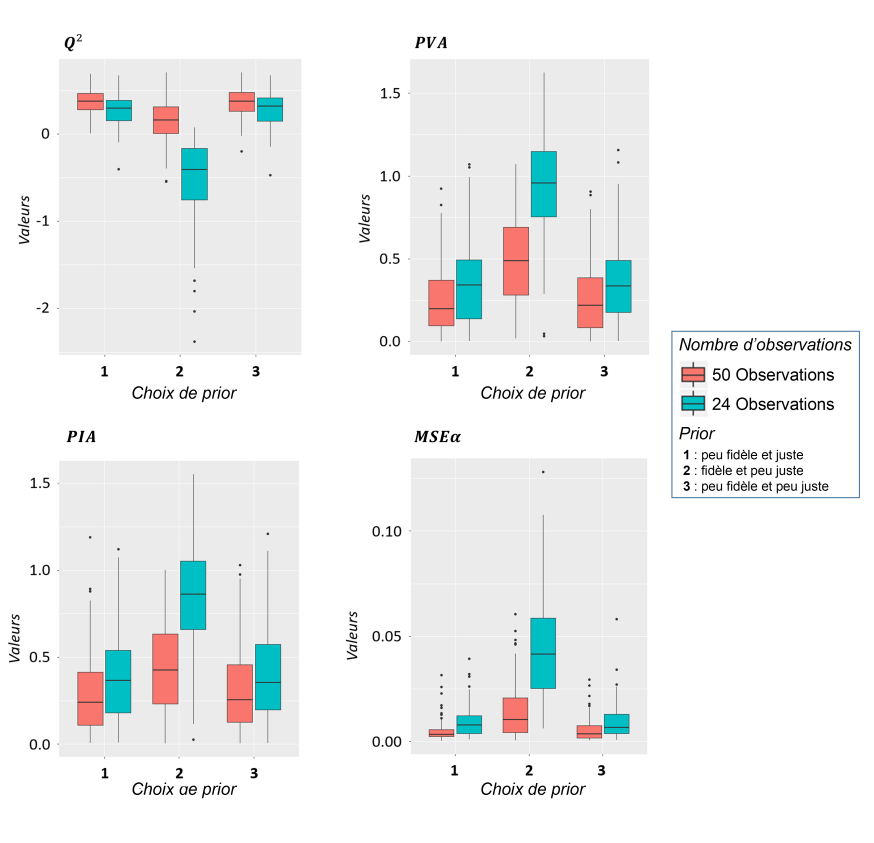 Q²
0
-1
-2
Valeurs
1 2 3
Choix de prior
PVA
1.5
1.0
0.5
0.0
Valeurs
1 2 3
Choix de prior
Nombre d'observations
50 Observations
24 Observations
Prior
1 : peu fidèle et juste
2 : fidèle et peu juste
3 : peu fidèle et peu juste
PIA
1.5
1.0
0.5
0.0
Valeurs
1 2 3
Choix de prior
MSEα
0.10
0.05
0.00
Valeurs
1 2 3
Choix de prior